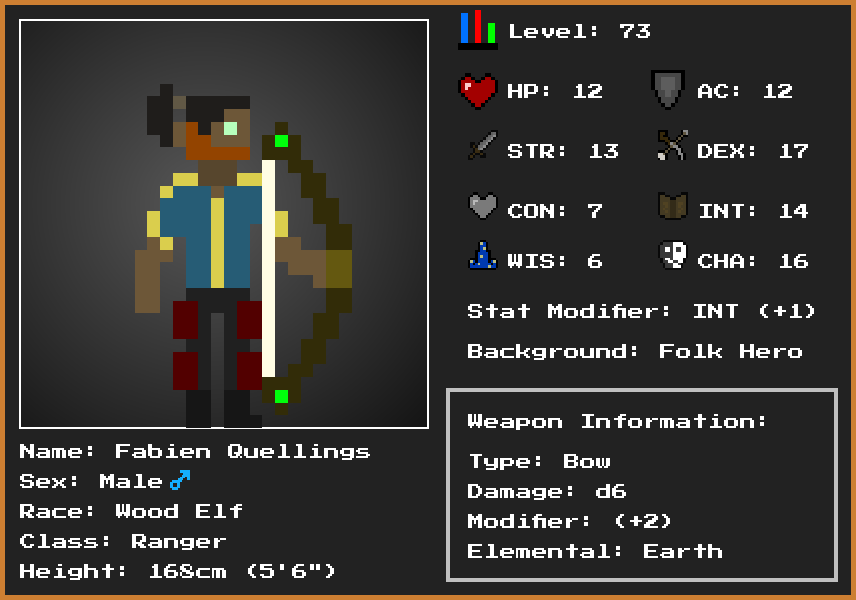 Level: 73
HP: 12 AC: 12
STR: 13 DEX: 17
CON: 7 INT: 14
WIS: 6 CHA: 16
Stat Modifier: INT (+1)
Background: Folk Hero
Name: Fabien Quellings
Sex: Male ♂
Race: Wood Elf
Class: Ranger
Height: 168cm (5'6")
Weapon Information:
Type: Bow
Damage: d6
Modifier: (+2)
Elemental: Earth